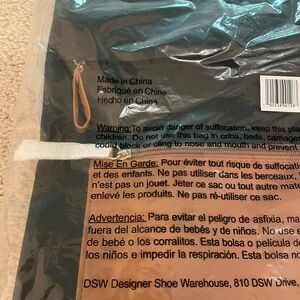 Made in China
Fabriqué en Chine
Hecho en China
Warning: To avoid danger of suffocation, keep this pla
children. Do not use this bag in cribs, beds, carriages
could block or cling to nose and mouth and prevent
Mise En Garde: Pour éviter tout risque de suffocati
et des enfants. Ne pas utiliser dans les berceaux,
n'est pas un jouet. Jeter ce sac ou tout autre maté
enlevé les produits. Ne pas ré-utiliser ce sac.
Advertencia: Para evitar el peligro de asfixia, ma
fuera del alcance de bebés y de niños. No use
de bebé o los corralitos. Esta bolsa o película de
los niños e impedir la respiración. Esta bolsa no
DSW Designer Shoe Warehouse, 810 DSW Drive,